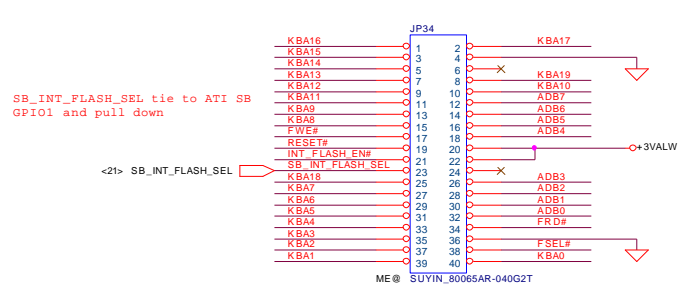 JP34
KBA16 1 2 KBA17
KBA15 3 4
KBA14 5 6
KBA13 7 8 KBA19
KBA12 9 10 KBA10
KBA11 11 12 ADB7
KBA9 13 14 ADB6
KBA8 15 16 ADB5
FWE# 17 18 ADB4
RESET# 19 20 +3VALW
INT_FLASH_EN# 21 22
SB_INT_FLASH_SEL 23 24
KBA18 25 26 ADB3
KBA7 27 28 ADB2
KBA6 29 30 ADB1
KBA5 31 32 ADB0
KBA4 33 34 FRD#
KBA3 35 36
KBA2 37 38 FSEL#
KBA1 39 40 KBA0
SB_INT_FLASH_SEL tie to ATI SB
GPIO1 and pull down
<21> SB_INT_FLASH_SEL
ME@ SUYIN_80065AR-040G2T